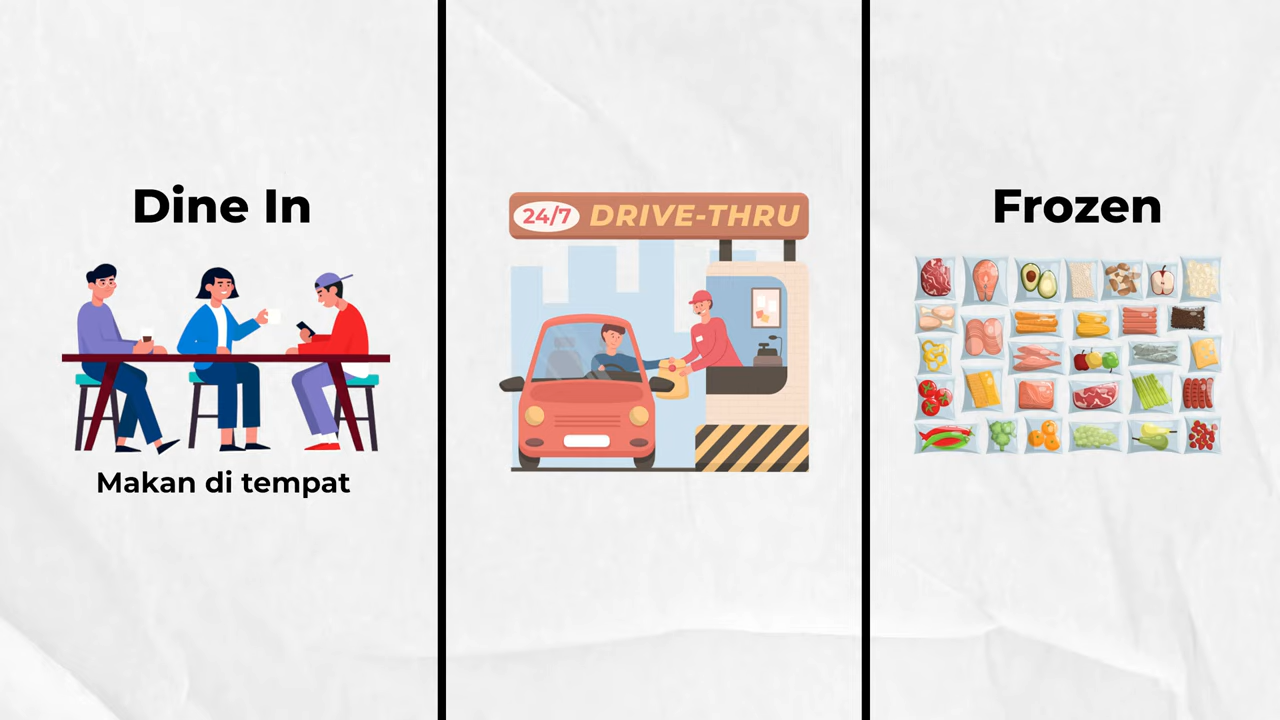 Dine In
Makan di tempat
24/7 DRIVE-THRU
Frozen